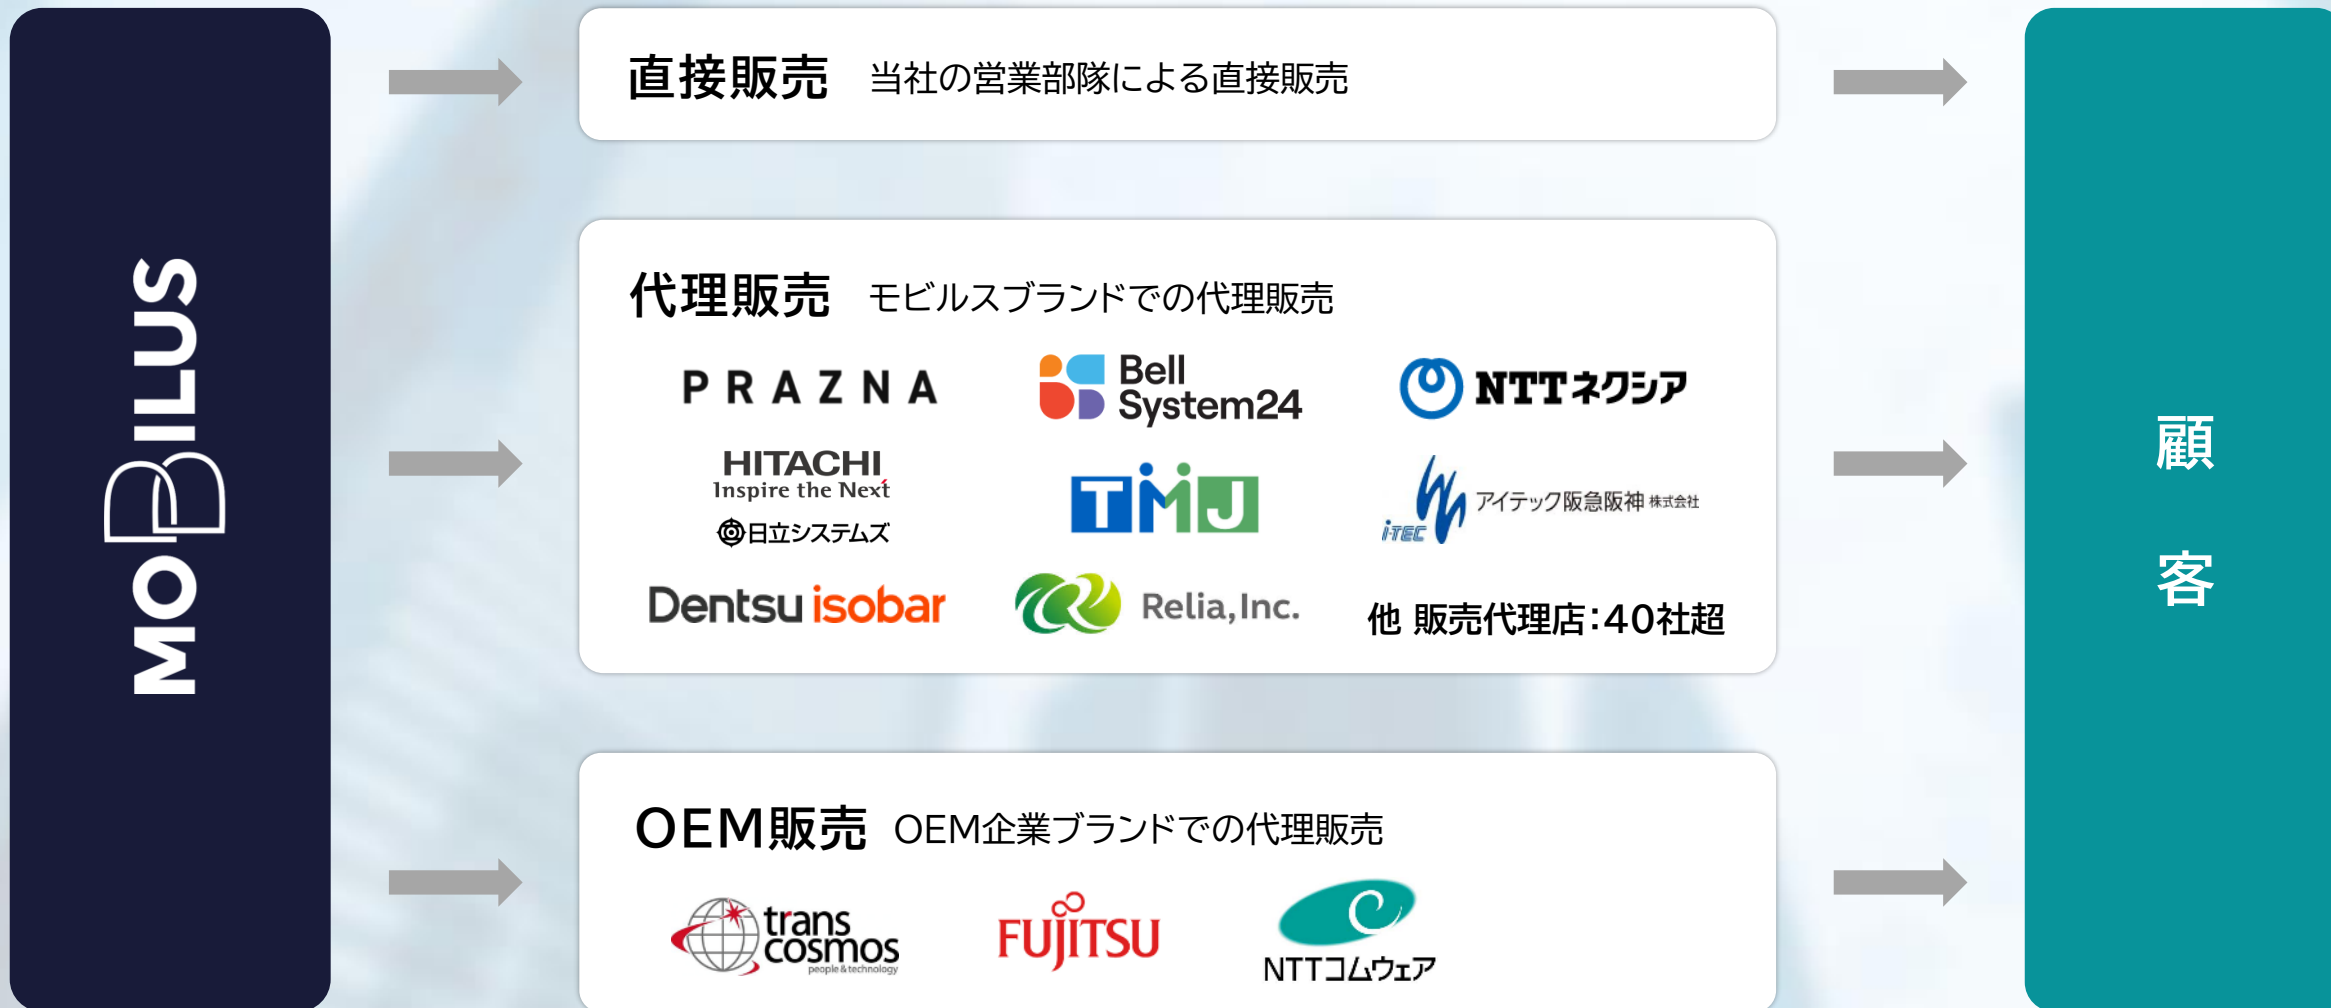 MOBILUS
直接販売 当社の営業部隊による直接販売
代理販売 モビルスブランドでの代理販売
PRAZNA
Bell
System24
NTTネクシア
HITACHI
Inspire the Next
日立システムズ
TMJ
i-TEC アイテック阪急阪神 株式会社
Dentsu isobar
Relia, Inc.
他 販売代理店：40社超
OEM販売 OEM企業ブランドでの代理販売
trans
cosmos
people & technology
FUJITSU
NTTコムウェア
顧
客